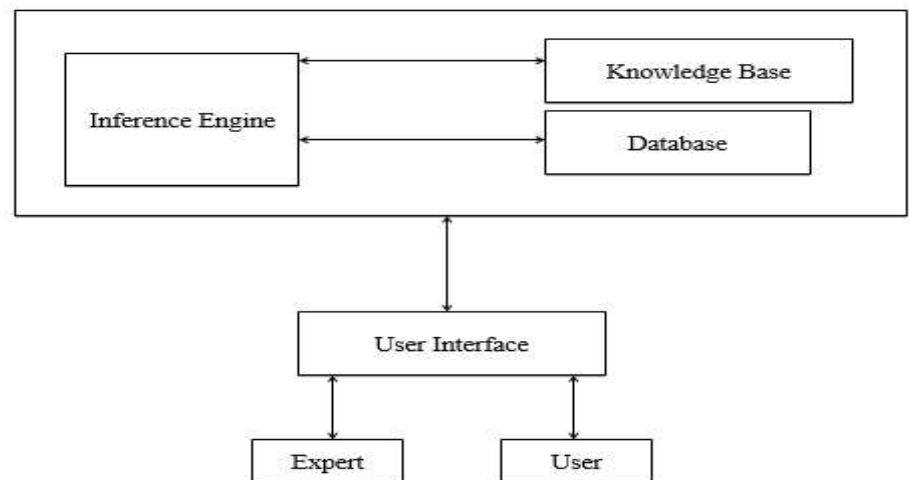 Knowledge Base
Inference Engine
Database
User Interface
Expert
User